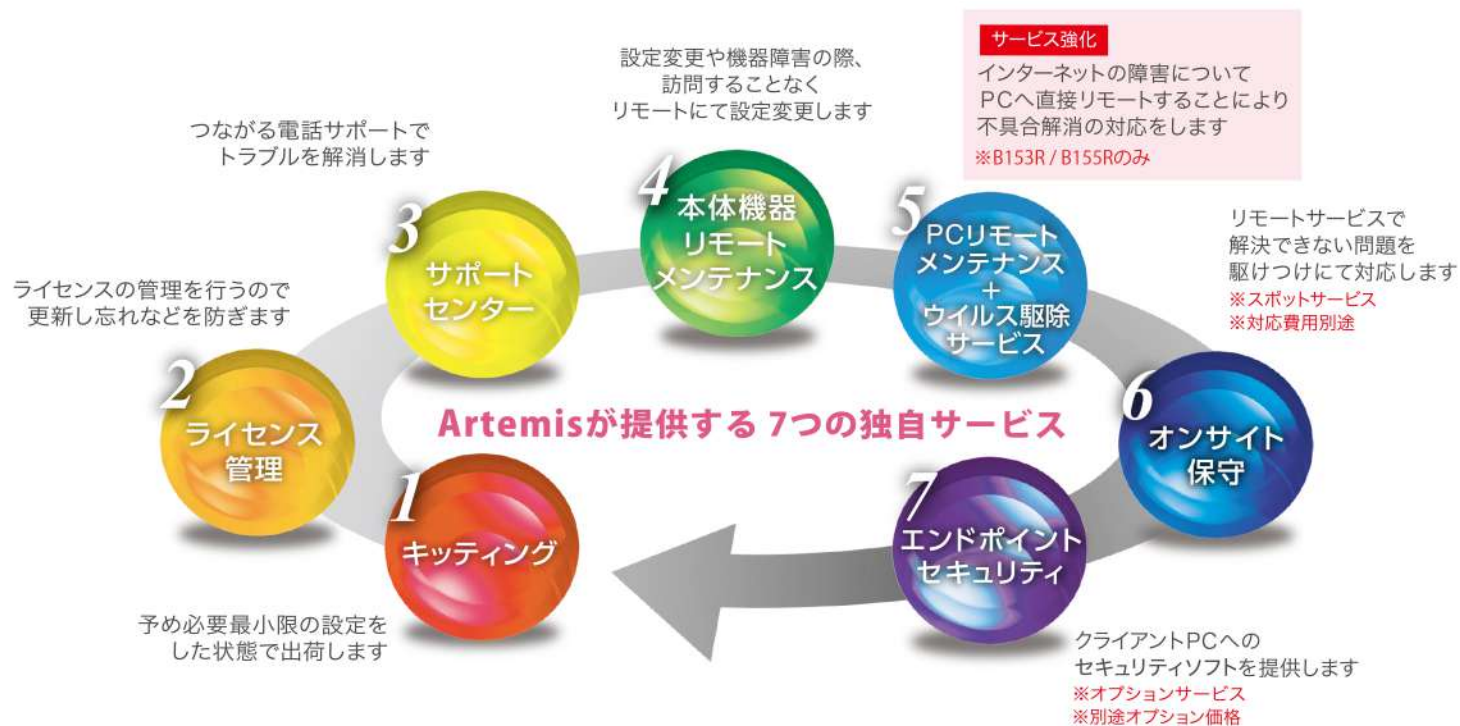 サービス強化
インターネットの障害について
PCへ直接リモートすることにより
不具合解消の対応をします
※B153R / B155Rのみ
設定変更や機器障害の際、
訪問することなく
リモートにて設定変更します
つながる電話サポートで
トラブルを解消します
4
本体機器
リモート
メンテナンス
5
PCリモート
メンテナンス
+
ウイルス駆除
サービス
3
サポート
センター
リモートサービスで
解決できない問題を
駆けつけにて対応します
※スポットサービス
※対応費用別途
ライセンスの管理を行うので
更新し忘れなどを防ぎます
2
ライセンス
管理
Artemisが提供する 7つの独自サービス
6
オンサイト
保守
1
キッティング
7
エンドポイント
セキュリティ
予め必要最小限の設定を
した状態で出荷します
クライアントPCへの
セキュリティソフトを提供します
※オプションサービス
※別途オプション価格